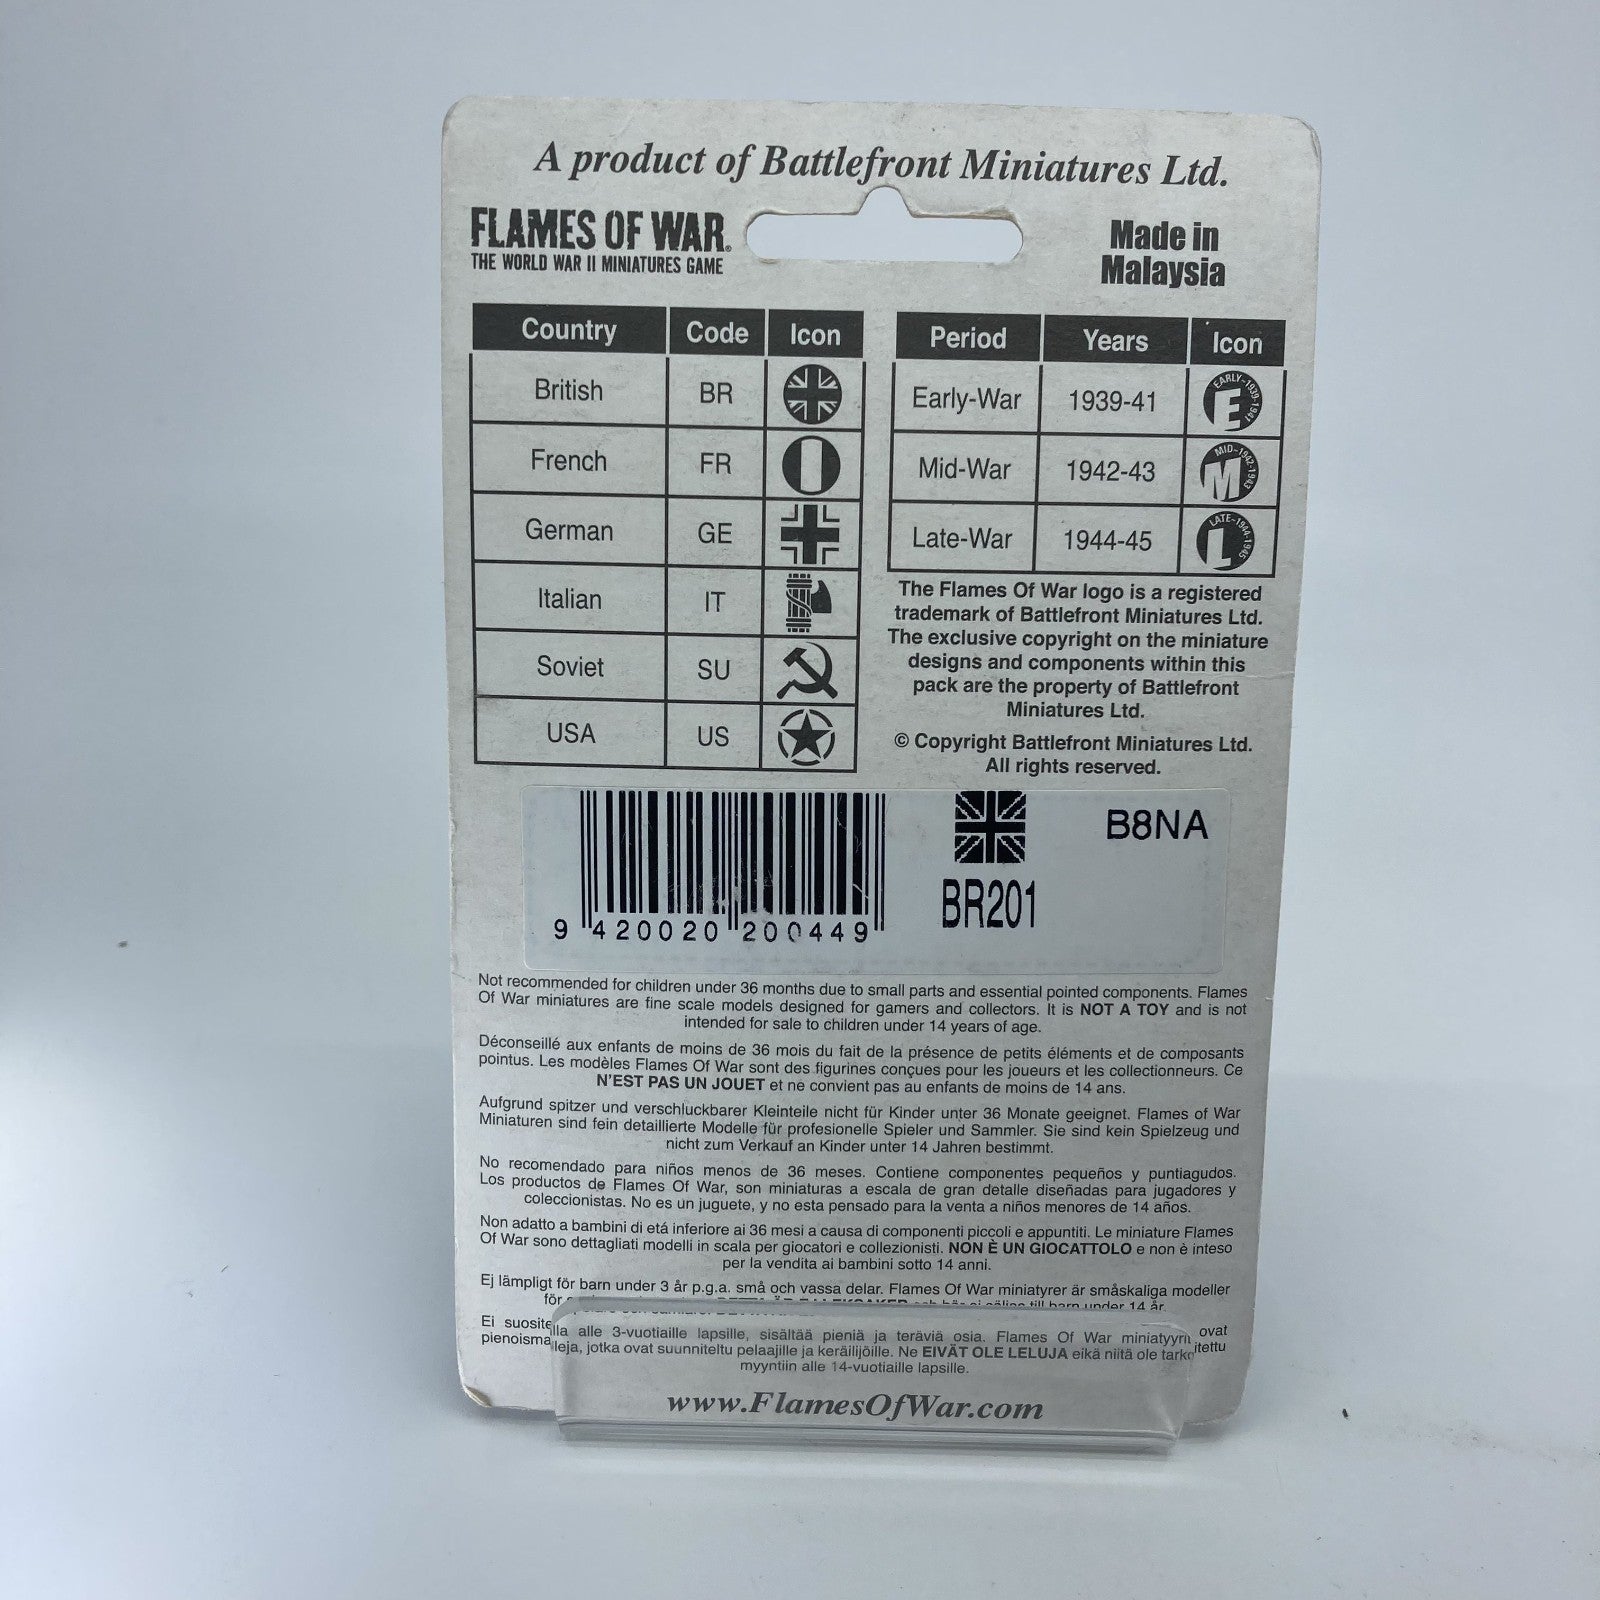 A product of Battlefront Miniatures Ltd.
FLAMES OF WAR®
THE WORLD WAR II MINIATURES GAME
Made in
Malaysia
Country Code Icon
British BR
French FR
German GE
Italian IT
Soviet SU
USA US
Period Years Icon
Early-War 1939-41 EARLY-1939-1941 E
Mid-War 1942-43 MID-1942-1943 M
Late-War 1944-45 LATE-1944-1945 L
The Flames Of War logo is a registered
trademark of Battlefront Miniatures Ltd.
The exclusive copyright on the miniature
designs and components within this
pack are the property of Battlefront
Miniatures Ltd.
© Copyright Battlefront Miniatures Ltd.
All rights reserved.
9 420020 200449
BR201
B8NA
Not recommended for children under 36 months due to small parts and essential pointed components. Flames
Of War miniatures are fine scale models designed for gamers and collectors. It is NOT A TOY and is not
intended for sale to children under 14 years of age.
Déconseillé aux enfants de moins de 36 mois du fait de la présence de petits éléments et de composants
pointus. Les modèles Flames Of War sont des figurines conçues pour les joueurs et les collectionneurs. Ce
N'EST PAS UN JOUET et ne convient pas au enfants de moins de 14 ans.
Aufgrund spitzer und verschluckbarer Kleinteile nicht für Kinder unter 36 Monate geeignet. Flames of War
Miniaturen sind fein detaillierte Modelle für profesionelle Spieler und Sammler. Sie sind kein Spielzeug und
nicht zum Verkauf an Kinder unter 14 Jahren bestimmt.
No recomendado para niños menos de 36 meses. Contiene componentes pequeños y puntiagudos.
Los productos de Flames Of War, son miniaturas a escala de gran detalle diseñadas para jugadores y
coleccionistas. No es un juguete, y no esta pensado para la venta a niños menores de 14 años.
Non adatto a bambini di etá inferiore ai 36 mesi a causa di componenti piccoli e appuntiti. Le miniature Flames
Of War sono dettagliati modelli in scala per giocatori e collezionisti. NON È UN GIOCATTOLO e non è inteso
per la vendita ai bambini sotto 14 anni.
Ej lämpligt för barn under 3 år p.g.a. små och vassa delar. Flames Of War miniatyrer är småskaliga modeller
för till barn under 14 år.
Ei alle 3-vuotiaille lapsille, sisältää pieniä ja teräviä osia. Flames Of War miniatyyrit ovat
jotka ovat suunniteltu pelaajille ja keräilijöille. Ne EIVÄT OLE LELUJA eikä niitä ole
myyntiin alle 14-vuotiaille lapsille.
www.FlamesOfWar.com